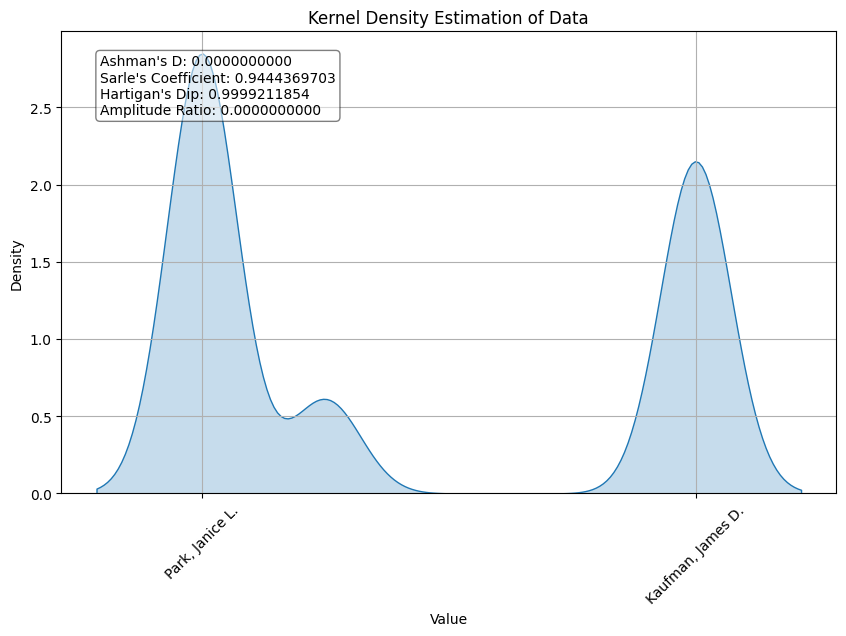 Kernel Density Estimation of Data
Ashman's D: 0.0000000000
Sarle's Coefficient: 0.9444369703
Hartigan's Dip: 0.9999211854
Amplitude Ratio: 0.0000000000
Density
2.5
2.0
1.5
1.0
0.5
0.0
Park, Janice L.
Kaufman, James D.
Value